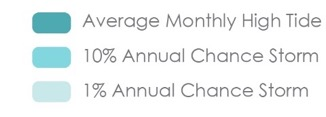 Average Monthly High Tide
10% Annual Chance Storm
1% Annual Chance Storm